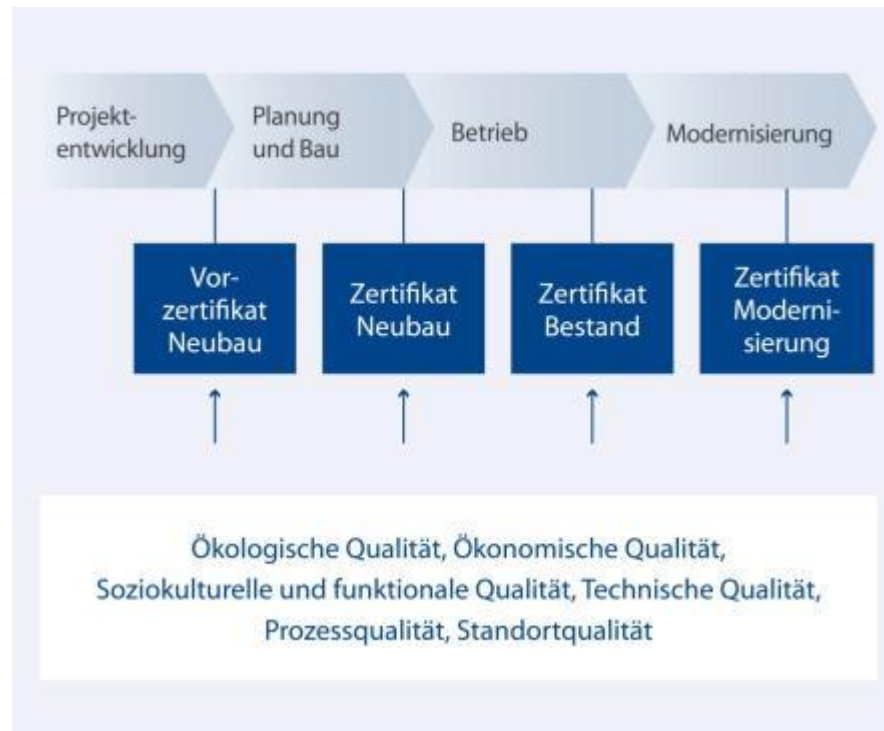 Projekt-
entwicklung
Planung
und Bau
Betrieb
Modernisierung
Vor-
zertifikat
Neubau
Zertifikat
Neubau
Zertifikat
Bestand
Zertifikat
Moderni-
sierung
Ökologische Qualität, Ökonomische Qualität,
Soziokulturelle und funktionale Qualität, Technische Qualität,
Prozessqualität, Standortqualität